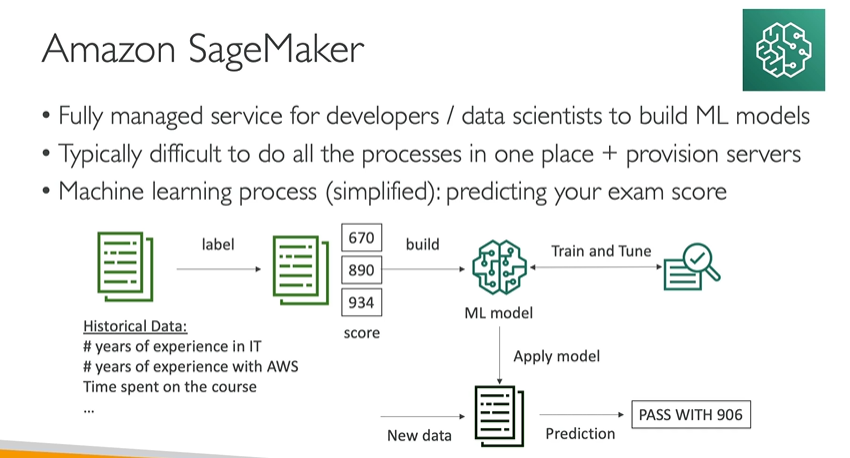 Amazon SageMaker
• Fully managed service for developers / data scientists to build ML models
• Typically difficult to do all the processes in one place + provision servers
• Machine learning process (simplified): predicting your exam score
label
670
890
934
score
build
ML model
Train and Tune
Historical Data:
# years of experience in IT
# years of experience with AWS
Time spent on the course
...
Apply model
New data
Prediction
PASS WITH 906